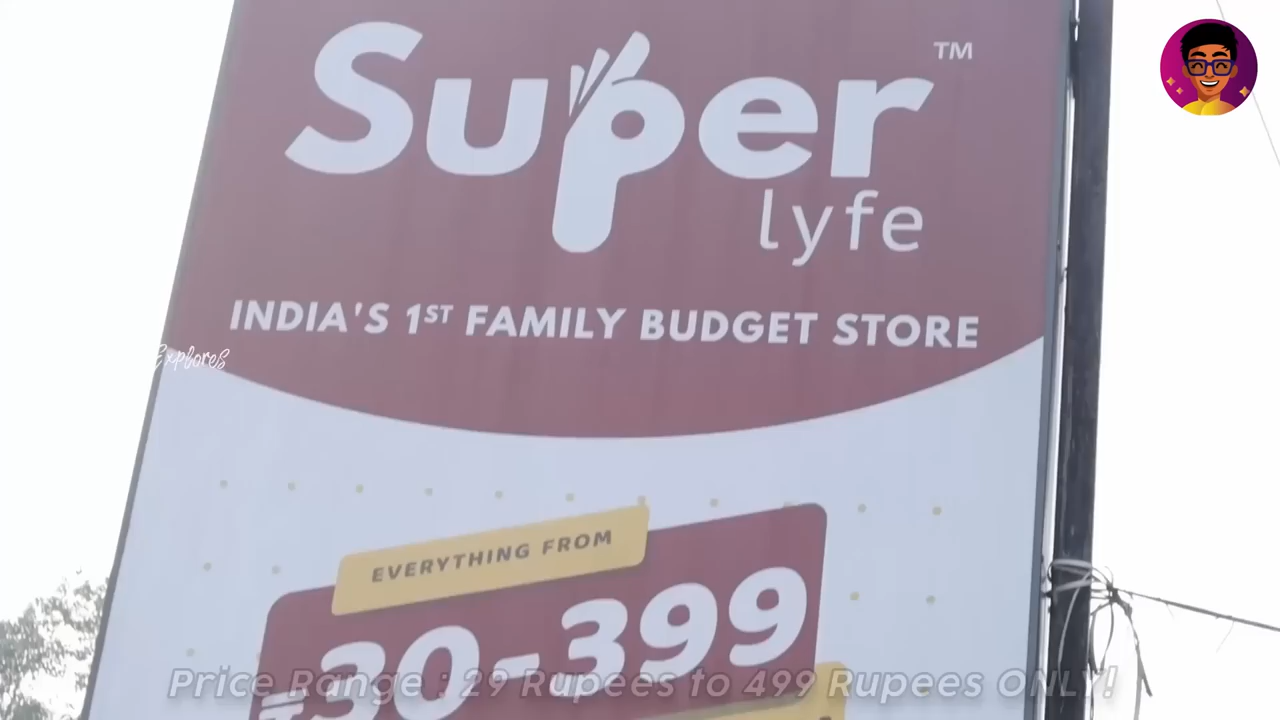 Super™
lyfe
INDIA'S 1ST FAMILY BUDGET STORE
Explores
EVERYTHING FROM
₹30-399
Price Range : 29 Rupees to 499 Rupees ONLY!